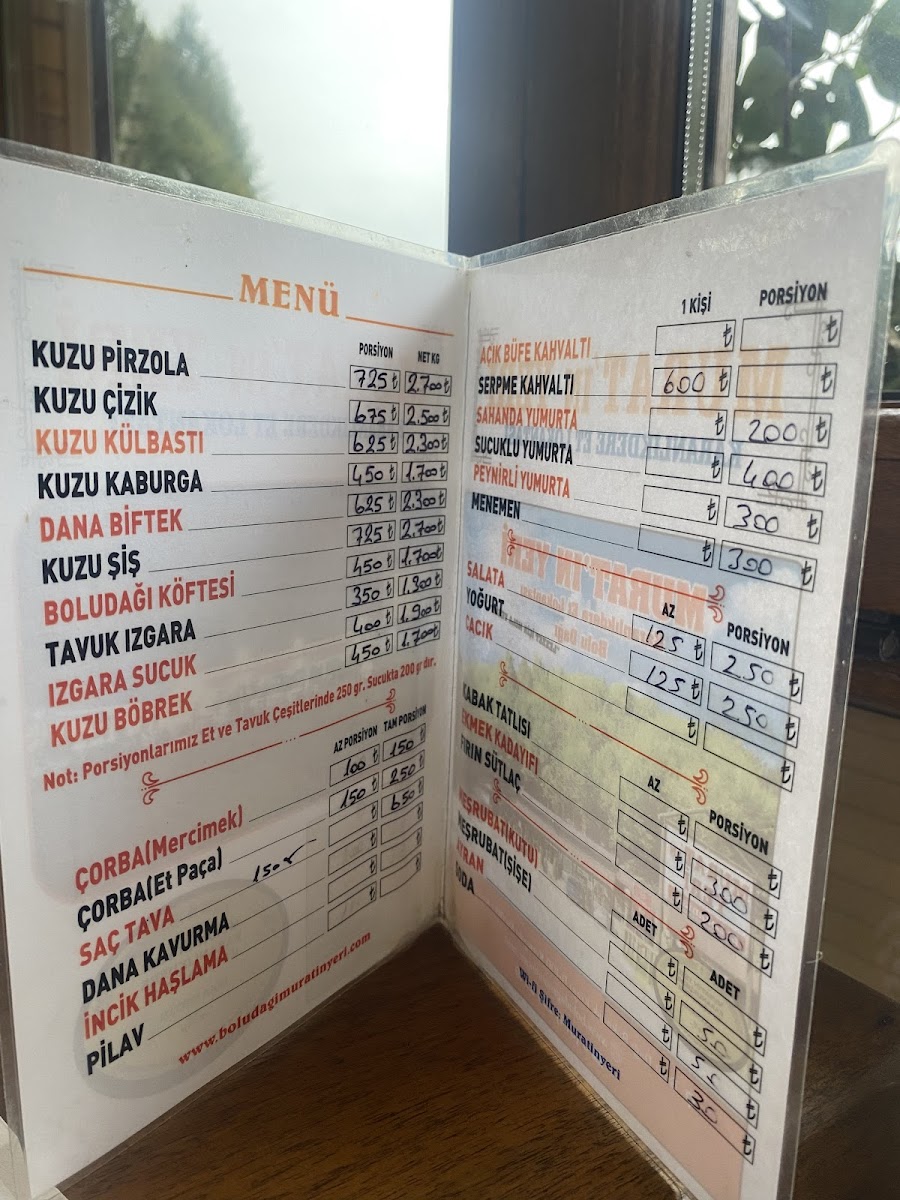 MENÜ
PORSİYON NET KG
KUZU PİRZOLA 725 ₺ 2.700 ₺
KUZU ÇİZİK 675 ₺ 2.500 ₺
KUZU KÜLBASTI 625 ₺ 2.300 ₺
KUZU KABURGA 450 ₺ 1.700 ₺
DANA BİFTEK 625 ₺ 2.300 ₺
KUZU ŞİŞ 725 ₺ 2.700 ₺
BOLUDAĞI KÖFTESİ 450 ₺ 1.700 ₺
TAVUK IZGARA 350 ₺ 1.300 ₺
IZGARA SUCUK 400 ₺ 1.900 ₺
KUZU BÖBREK 450 ₺ 1.700 ₺
Not: Porsiyonlarımız Et ve Tavuk Çeşitlerinde 250 gr. Sucukta 200 gr dır.
AZ PORSİYON TAM PORSİYON
ÇORBA(Mercimek) 100 150
ÇORBA(Et Paça) 150 250
SAÇ TAVA 650
DANA KAVURMA
İNCİK HAŞLAMA
PİLAV
www.boludagimuratinyeri.com
1 KİŞİ PORSİYON
AÇIK BÜFE KAHVALTI ₺ ₺
SERPME KAHVALTI 600 ₺ ₺
SAHANDA YUMURTA ₺ 200 ₺
SUCUKLU YUMURTA ₺ 400 ₺
PEYNİRLİ YUMURTA ₺ 300 ₺
MENEMEN ₺ 300 ₺
AZ PORSİYON
SALATA 125 ₺ 250 ₺
YOĞURT 125 ₺ 250 ₺
CACIK ₺ ₺
AZ PORSİYON
KABAK TATLISI ₺ ₺
EKMEK KADAYIFI ₺ 300 ₺
FIRIN SÜTLAÇ ₺ 200 ₺
ADET ADET
MEŞRUBAT(KUTU) ₺ ₺
MEŞRUBAT(ŞİŞE) 50 ₺
AYRAN ₺ 55 ₺
SODA ₺ 30 ₺
Wi-fi Şifre: Muratinyeri